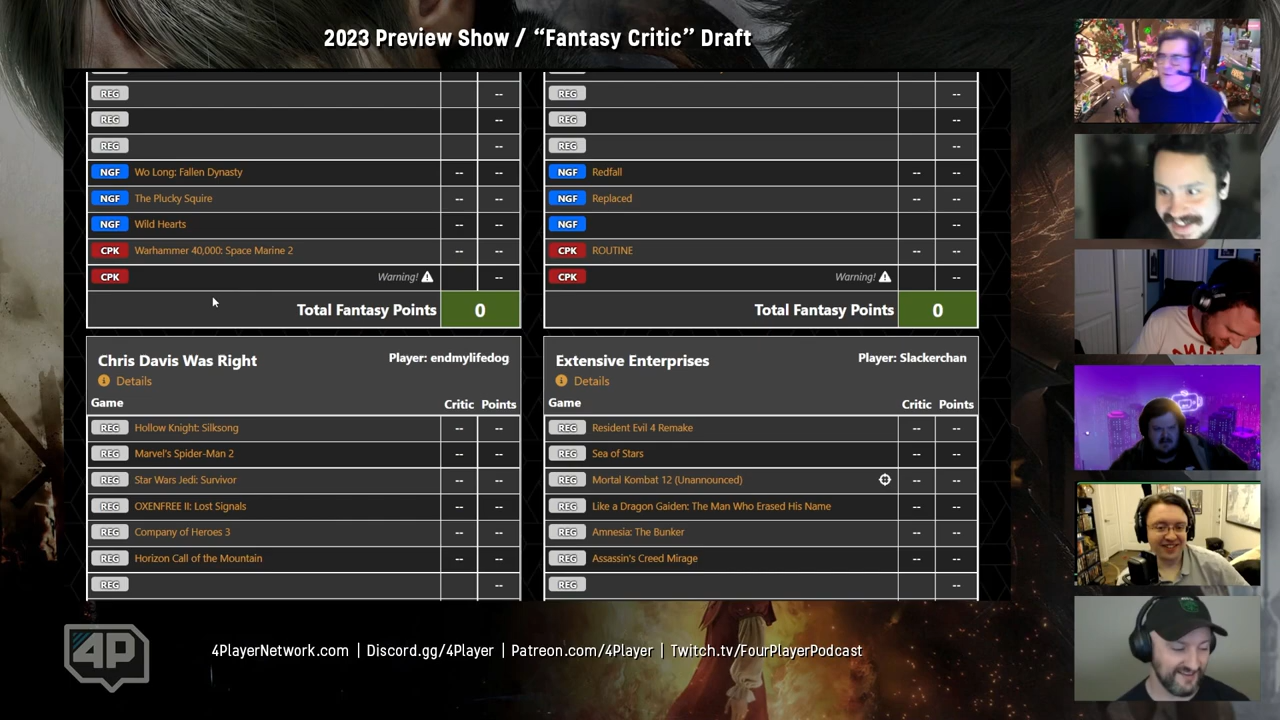 2023 Preview Show / “Fantasy Critic” Draft
REG -- REG --
REG -- REG --
REG -- REG --
NGF Wo Long: Fallen Dynasty -- -- NGF Redfall -- --
NGF The Plucky Squire -- -- NGF Replaced -- --
NGF Wild Hearts -- -- NGF --
CPK Warhammer 40,000: Space Marine 2 -- -- CPK ROUTINE -- --
CPK Warning! -- CPK Warning! --
Total Fantasy Points 0 Total Fantasy Points 0
Chris Davis Was Right Player: endmylifedog Extensive Enterprises Player: Slackerchan
Details Details
Game Critic Points Game Critic Points
REG Hollow Knight: Silksong -- -- REG Resident Evil 4 Remake -- --
REG Marvel's Spider-Man 2 -- -- REG Sea of Stars -- --
REG Star Wars Jedi: Survivor -- -- REG Mortal Kombat 12 (Unannounced) -- --
REG OXENFREE II: Lost Signals -- -- REG Like a Dragon Gaiden: The Man Who Erased His Name -- --
REG Company of Heroes 3 -- -- REG Amnesia: The Bunker -- --
REG Horizon Call of the Mountain -- -- REG Assassin's Creed Mirage -- --
REG -- REG --
4P
4PlayerNetwork.com | Discord.gg/4Player | Patreon.com/4Player | Twitch.tv/FourPlayerPodcast